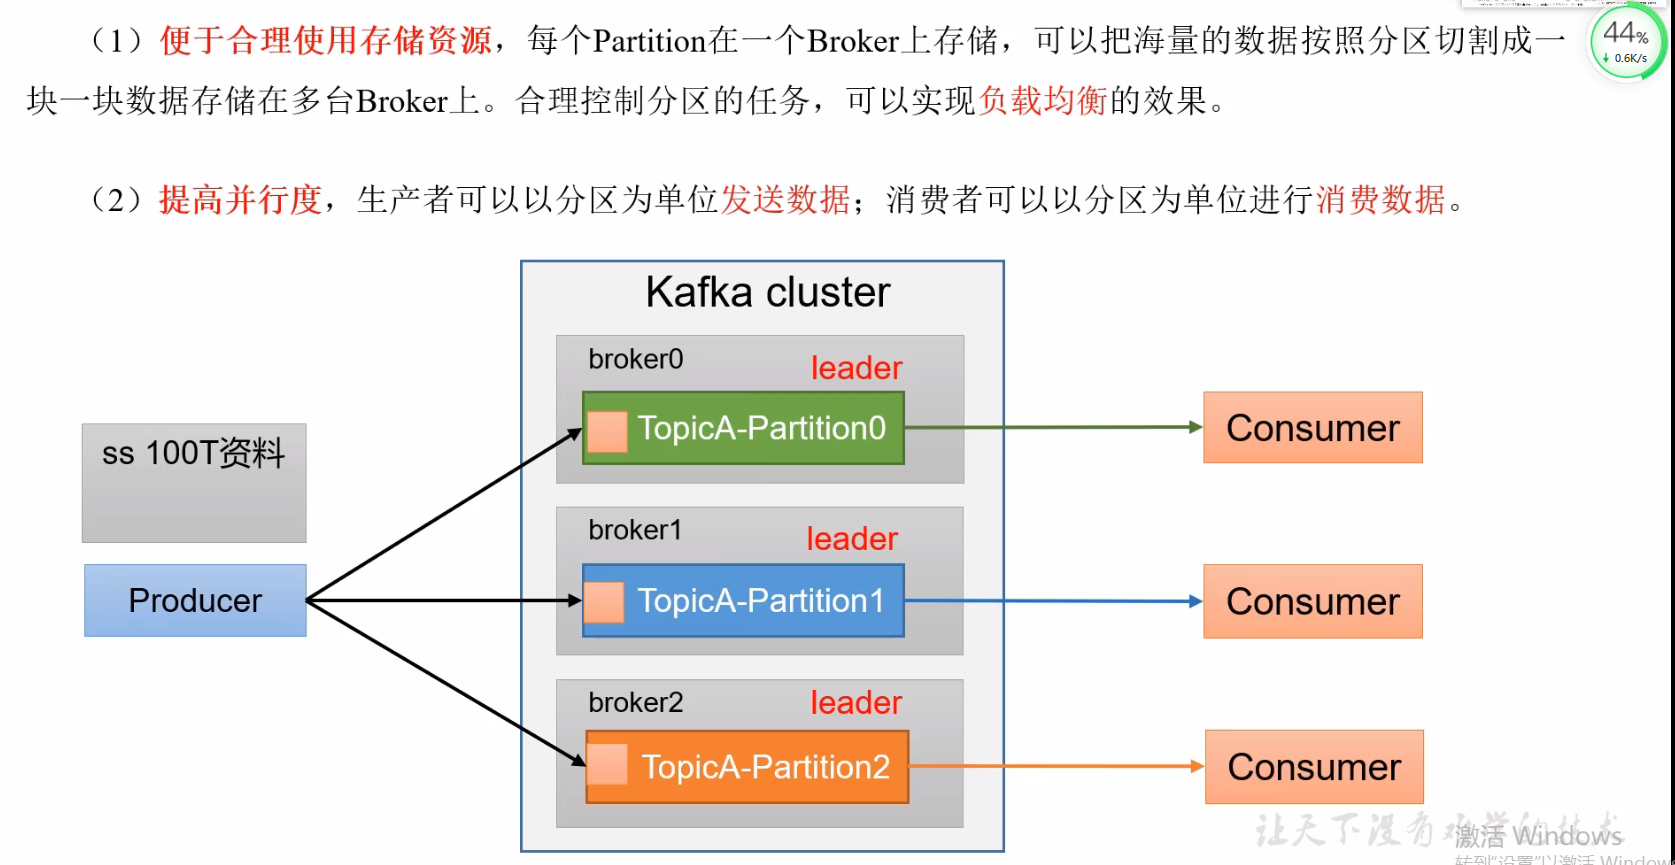 44%
0.6K/s
（1）便于合理使用存储资源，每个Partition在一个Broker上存储，可以把海量的数据按照分区切割成一
块一块数据存储在多台Broker上。合理控制分区的任务，可以实现负载均衡的效果。
（2）提高并行度，生产者可以以分区为单位发送数据；消费者可以以分区为单位进行消费数据。
Kafka cluster
broker0
leader
TopicA-Partition0
Consumer
ss 100T资料
broker1
leader
TopicA-Partition1
Producer
Consumer
broker2
leader
TopicA-Partition2
Consumer
让天下没有难学的技术
激活 Windows
转到“设置”以激活 Window